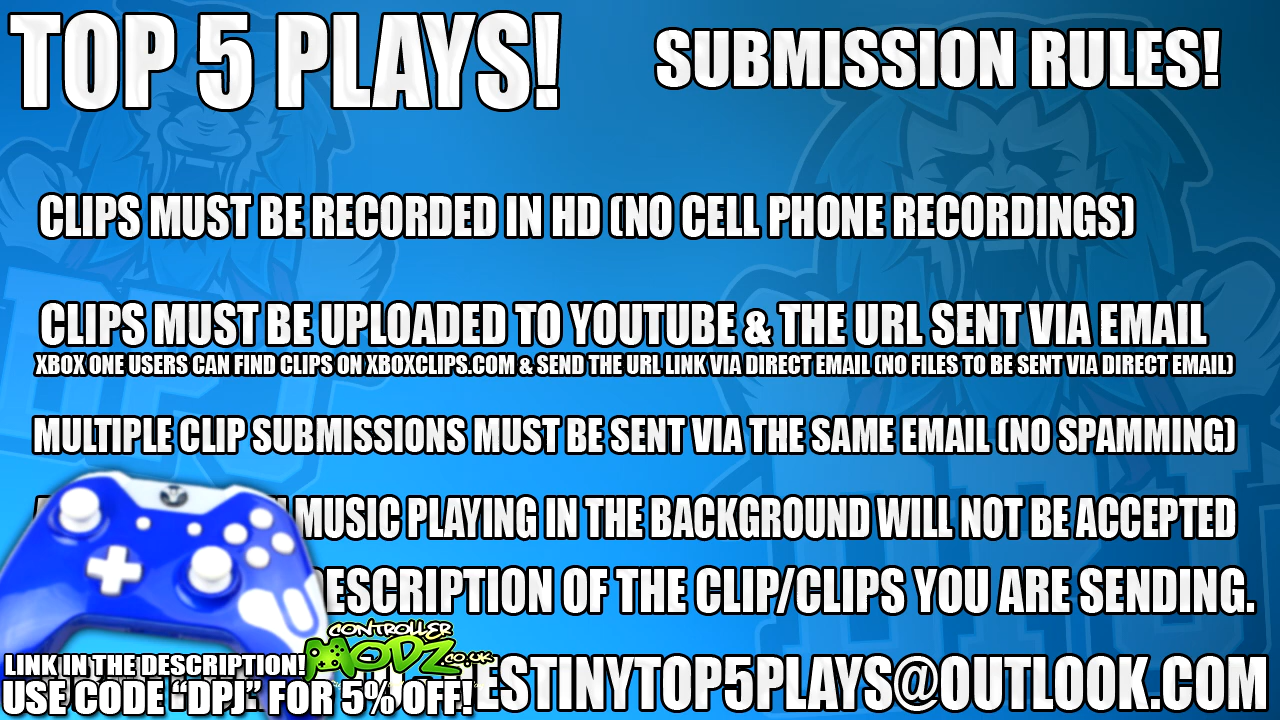 TOP 5 PLAYS!
SUBMISSION RULES!
CLIPS MUST BE RECORDED IN HD (NO CELL PHONE RECORDINGS)
CLIPS MUST BE UPLOADED TO YOUTUBE & THE URL SENT VIA EMAIL
XBOX ONE USERS CAN FIND CLIPS ON XBOXCLIPS.COM & SEND THE URL LINK VIA DIRECT EMAIL (NO FILES TO BE SENT VIA DIRECT EMAIL)
MULTIPLE CLIP SUBMISSIONS MUST BE SENT VIA THE SAME EMAIL (NO SPAMMING)
MUSIC PLAYING IN THE BACKGROUND WILL NOT BE ACCEPTED
ESCRIPTION OF THE CLIP/CLIPS YOU ARE SENDING.
CONTROLLER
MODZ.CO.UK
ESTINYTOP5PLAYS@OUTLOOK.COM
LINK IN THE DESCRIPTION!
USE CODE “DPJ” FOR 5% OFF!